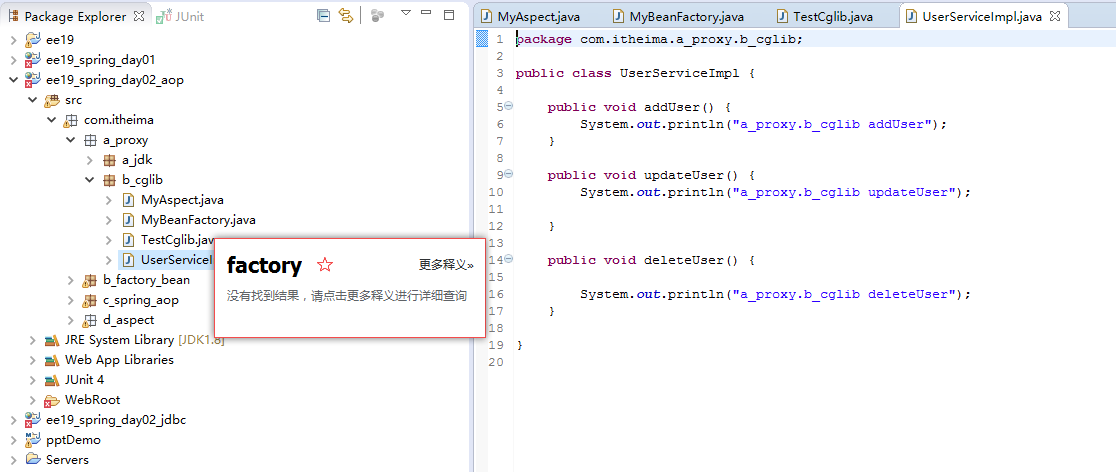 Package Explorer
JUnit
ee19
ee19_spring_day01
ee19_spring_day02_aop
src
com.itheima
a_proxy
a_jdk
b_cglib
MyAspect.java
MyBeanFactory.java
TestCglib.java
UserServiceI
b_factory_bean
c_spring_aop
d_aspect
JRE System Library [JDK1.8]
Web App Libraries
JUnit 4
WebRoot
ee19_spring_day02_jdbc
pptDemo
Servers
factory
更多释义»
没有找到结果，请点击更多释义进行详细查询
MyAspect.java
MyBeanFactory.java
TestCglib.java
UserServiceImpl.java
1 package com.itheima.a_proxy.b_cglib;
2
3 public class UserServiceImpl {
4
5 public void addUser() {
6 System.out.println("a_proxy.b_cglib addUser");
7 }
8
9 public void updateUser() {
10 System.out.println("a_proxy.b_cglib updateUser");
11
12 }
13
14 public void deleteUser() {
15
16 System.out.println("a_proxy.b_cglib deleteUser");
17 }
18
19 }
20